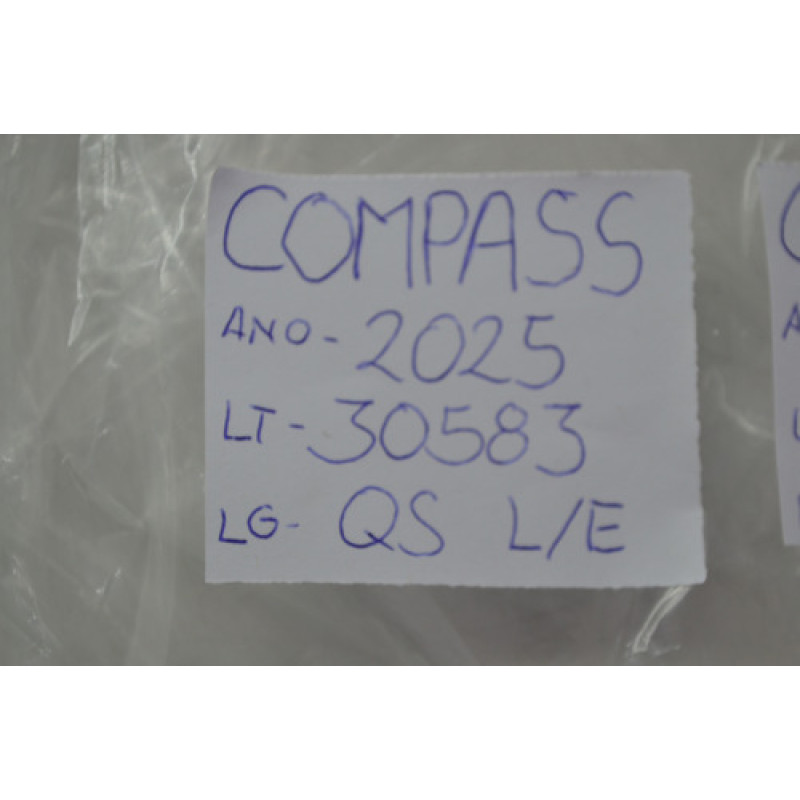 COMPASS
ANO- 2025
LT- 30583
LG- QS L/E